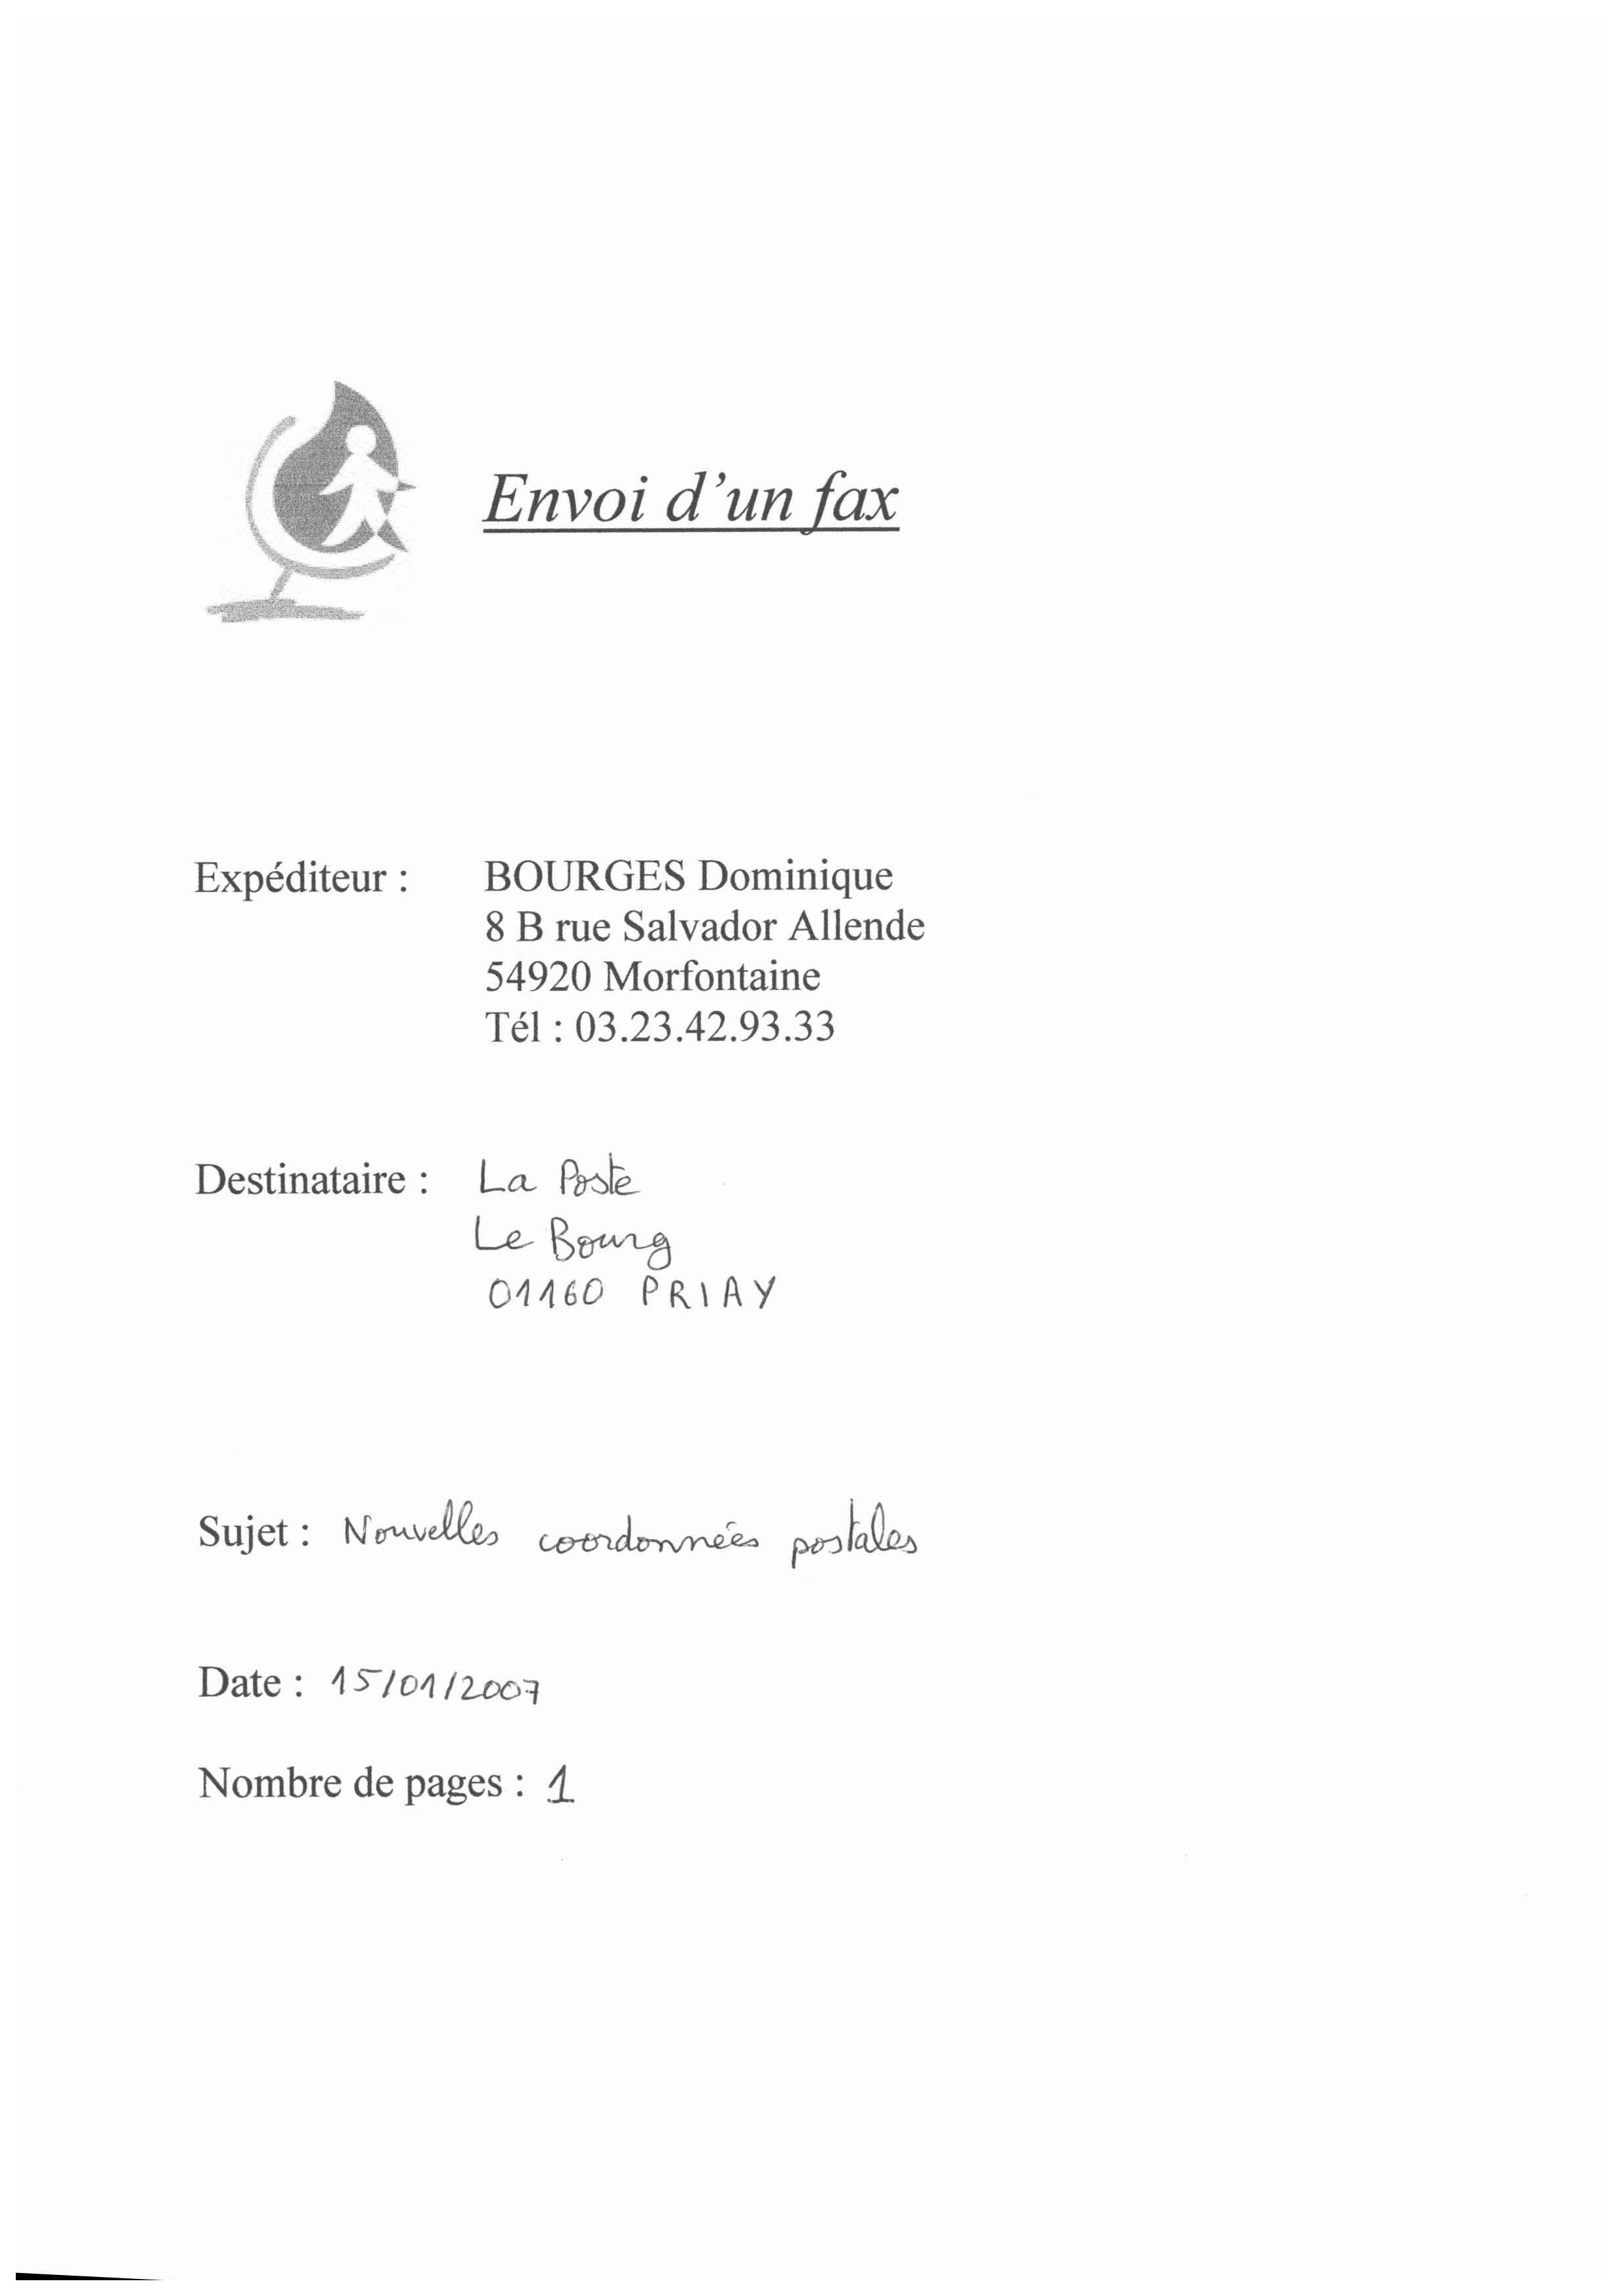 Envoi d'un fax
Expéditeur : BOURGES Dominique
8 B rue Salvador Allende
54920 Morfontaine
Tél : 03.23.42.93.33
Destinataire : La Poste
Le Bourg
01160 PRIAY
Sujet : Nouvelles coordonnées postales
Date : 15/01/2007
Nombre de pages : 1